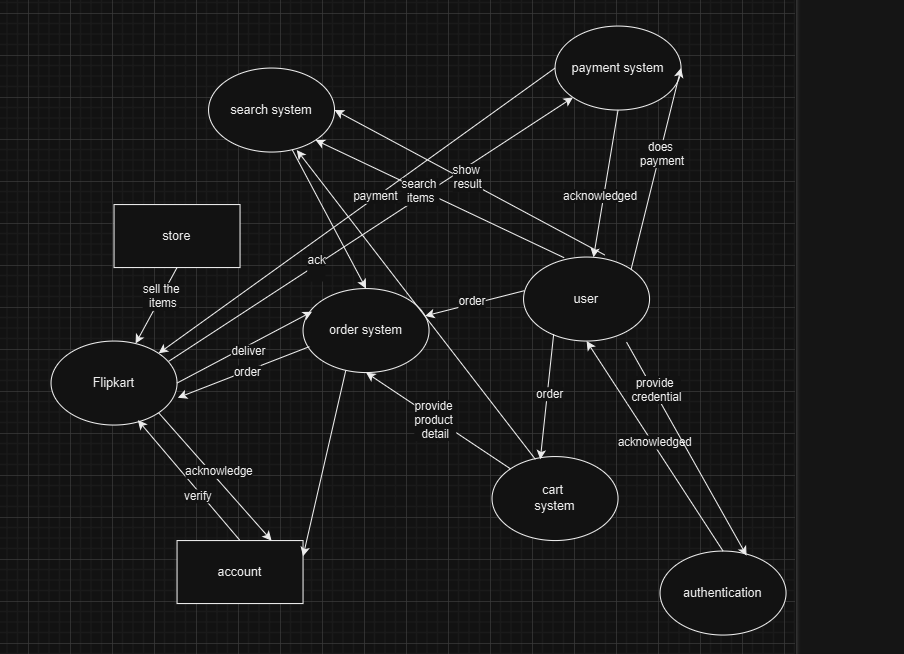 payment system
search system
does
payment
show
result
search
items
payment
acknowledged
store
ack
sell the
items
user
order
order system
deliver
order
Flipkart
provide
credential
order
provide
product
detail
acknowledged
acknowledge
verify
cart
system
account
authentication